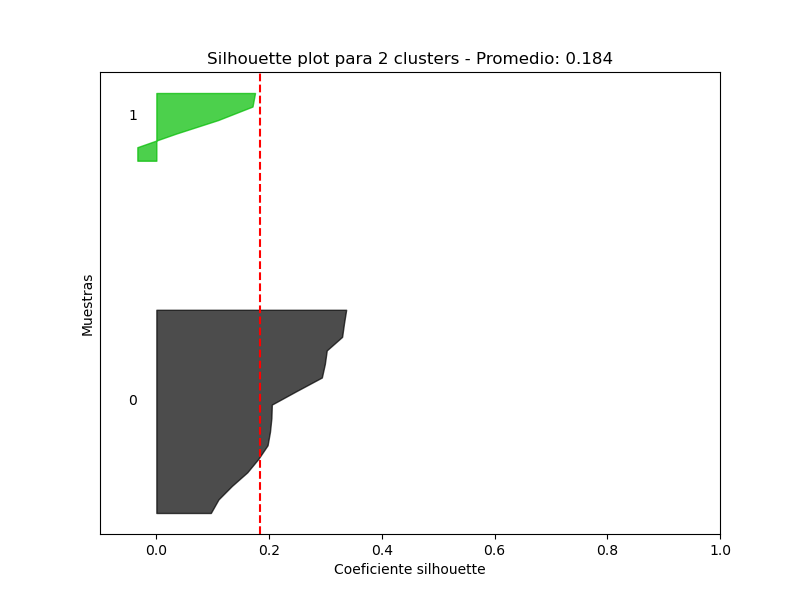 Silhouette plot para 2 clusters - Promedio: 0.184
1
0
Muestras
0.0 0.2 0.4 0.6 0.8 1.0
Coeficiente silhouette